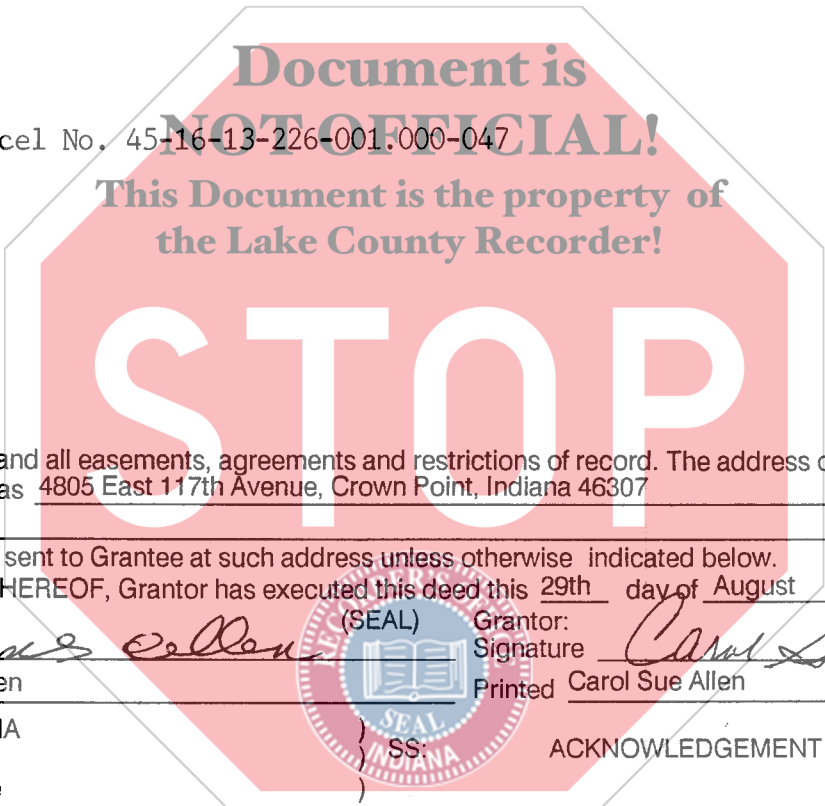 Document is
cel No. 45-16-13-226-001.000-047
NOT OFFICIAL!
This Document is the property of
the Lake County Recorder!
STOP
and all easements, agreements and restrictions of record. The address o
as 4805 East 117th Avenue, Crown Point, Indiana 46307
sent to Grantee at such address unless otherwise indicated below.
HEREOF, Grantor has executed this deed this 29th day of August
(SEAL) Grantor:
Signature Carol S
en Printed Carol Sue Allen
IA
SS: ACKNOWLEDGEMENT
RECORDER'S OFFICE
SEAL
INDIANA